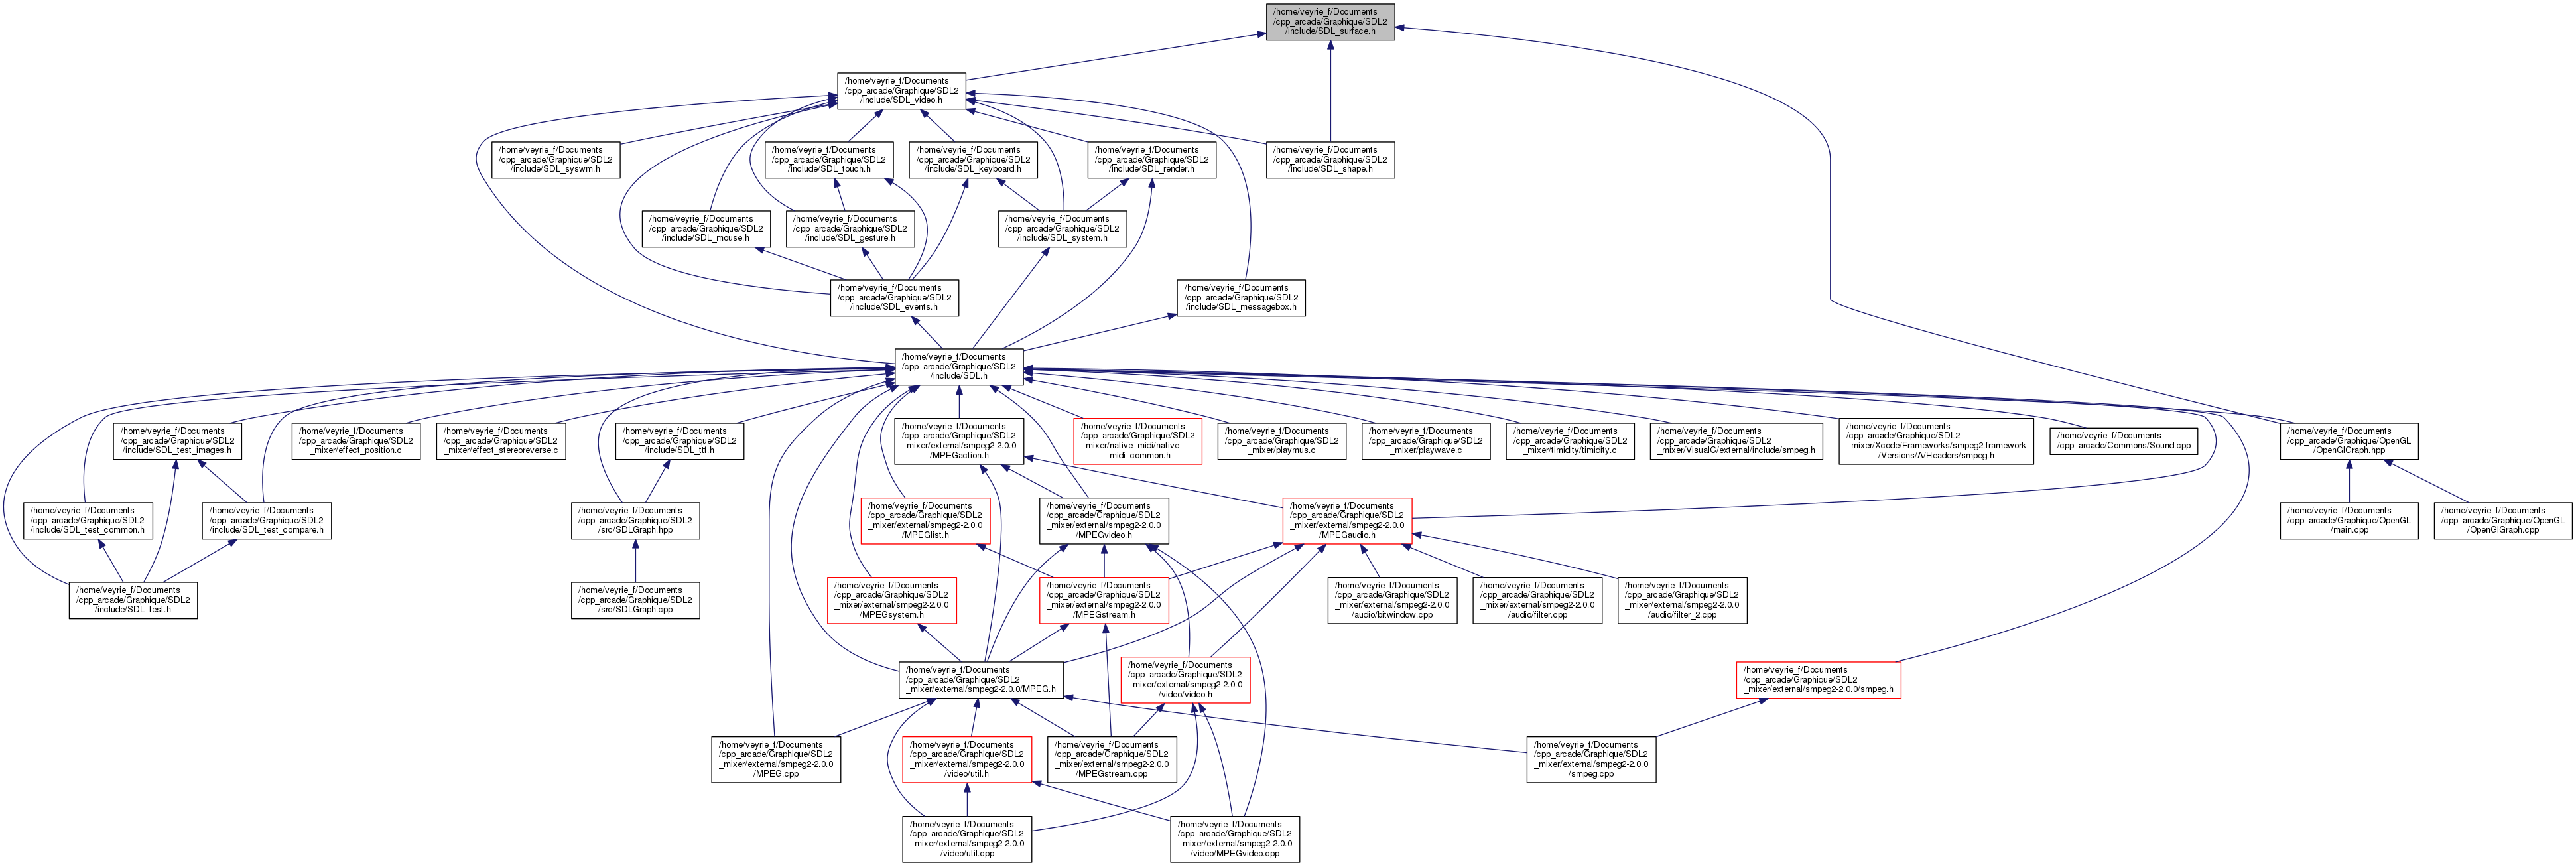 /home/veyrie_f/Documents
/cpp_arcade/Graphique/SDL2
/include/SDL_surface.h
/home/veyrie_f/Documents
/cpp_arcade/Graphique/SDL2
/include/SDL_video.h
/home/veyrie_f/Documents
/cpp_arcade/Graphique/SDL2
/include/SDL_syswm.h
/home/veyrie_f/Documents
/cpp_arcade/Graphique/SDL2
/include/SDL_touch.h
/home/veyrie_f/Documents
/cpp_arcade/Graphique/SDL2
/include/SDL_keyboard.h
/home/veyrie_f/Documents
/cpp_arcade/Graphique/SDL2
/include/SDL_render.h
/home/veyrie_f/Documents
/cpp_arcade/Graphique/SDL2
/include/SDL_shape.h
/home/veyrie_f/Documents
/cpp_arcade/Graphique/SDL2
/include/SDL_mouse.h
/home/veyrie_f/Documents
/cpp_arcade/Graphique/SDL2
/include/SDL_gesture.h
/home/veyrie_f/Documents
/cpp_arcade/Graphique/SDL2
/include/SDL_system.h
/home/veyrie_f/Documents
/cpp_arcade/Graphique/SDL2
/include/SDL_events.h
/home/veyrie_f/Documents
/cpp_arcade/Graphique/SDL2
/include/SDL_messagebox.h
/home/veyrie_f/Documents
/cpp_arcade/Graphique/SDL2
/include/SDL.h
/home/veyrie_f/Documents
/cpp_arcade/Graphique/SDL2
/include/SDL_test_images.h
/home/veyrie_f/Documents
/cpp_arcade/Graphique/SDL2
_mixer/effect_position.c
/home/veyrie_f/Documents
/cpp_arcade/Graphique/SDL2
_mixer/effect_stereoreverse.c
/home/veyrie_f/Documents
/cpp_arcade/Graphique/SDL2
/include/SDL_ttf.h
/home/veyrie_f/Documents
/cpp_arcade/Graphique/SDL2
_mixer/external/smpeg2-2.0.0
/MPEGaction.h
/home/veyrie_f/Documents
/cpp_arcade/Graphique/SDL2
_mixer/native_midi/native
_midi_common.h
/home/veyrie_f/Documents
/cpp_arcade/Graphique/SDL2
_mixer/playmus.c
/home/veyrie_f/Documents
/cpp_arcade/Graphique/SDL2
_mixer/playwave.c
/home/veyrie_f/Documents
/cpp_arcade/Graphique/SDL2
_mixer/timidity/timidity.c
/home/veyrie_f/Documents
/cpp_arcade/Graphique/SDL2
_mixer/VisualC/external/include/smpeg.h
/home/veyrie_f/Documents
/cpp_arcade/Graphique/SDL2
_mixer/Xcode/Frameworks/smpeg2.framework
/Versions/A/Headers/smpeg.h
/home/veyrie_f/Documents
/cpp_arcade/Commons/Sound.cpp
/home/veyrie_f/Documents
/cpp_arcade/Graphique/OpenGL
/OpenGlGraph.hpp
/home/veyrie_f/Documents
/cpp_arcade/Graphique/SDL2
/include/SDL_test_common.h
/home/veyrie_f/Documents
/cpp_arcade/Graphique/SDL2
/include/SDL_test_compare.h
/home/veyrie_f/Documents
/cpp_arcade/Graphique/SDL2
/src/SDLGraph.hpp
/home/veyrie_f/Documents
/cpp_arcade/Graphique/SDL2
_mixer/external/smpeg2-2.0.0
/MPEGlist.h
/home/veyrie_f/Documents
/cpp_arcade/Graphique/SDL2
_mixer/external/smpeg2-2.0.0
/MPEGvideo.h
/home/veyrie_f/Documents
/cpp_arcade/Graphique/SDL2
_mixer/external/smpeg2-2.0.0
/MPEGaudio.h
/home/veyrie_f/Documents
/cpp_arcade/Graphique/OpenGL
/main.cpp
/home/veyrie_f/Documents
/cpp_arcade/Graphique/OpenGL
/OpenGlGraph.cpp
/home/veyrie_f/Documents
/cpp_arcade/Graphique/SDL2
/include/SDL_test.h
/home/veyrie_f/Documents
/cpp_arcade/Graphique/SDL2
/src/SDLGraph.cpp
/home/veyrie_f/Documents
/cpp_arcade/Graphique/SDL2
_mixer/external/smpeg2-2.0.0
/MPEGsystem.h
/home/veyrie_f/Documents
/cpp_arcade/Graphique/SDL2
_mixer/external/smpeg2-2.0.0
/MPEGstream.h
/home/veyrie_f/Documents
/cpp_arcade/Graphique/SDL2
_mixer/external/smpeg2-2.0.0
/audio/bitwindow.cpp
/home/veyrie_f/Documents
/cpp_arcade/Graphique/SDL2
_mixer/external/smpeg2-2.0.0
/audio/filter.cpp
/home/veyrie_f/Documents
/cpp_arcade/Graphique/SDL2
_mixer/external/smpeg2-2.0.0
/audio/filter_2.cpp
/home/veyrie_f/Documents
/cpp_arcade/Graphique/SDL2
_mixer/external/smpeg2-2.0.0/MPEG.h
/home/veyrie_f/Documents
/cpp_arcade/Graphique/SDL2
_mixer/external/smpeg2-2.0.0
/video/video.h
/home/veyrie_f/Documents
/cpp_arcade/Graphique/SDL2
_mixer/external/smpeg2-2.0.0/smpeg.h
/home/veyrie_f/Documents
/cpp_arcade/Graphique/SDL2
_mixer/external/smpeg2-2.0.0
/MPEG.cpp
/home/veyrie_f/Documents
/cpp_arcade/Graphique/SDL2
_mixer/external/smpeg2-2.0.0
/video/util.h
/home/veyrie_f/Documents
/cpp_arcade/Graphique/SDL2
_mixer/external/smpeg2-2.0.0
/MPEGstream.cpp
/home/veyrie_f/Documents
/cpp_arcade/Graphique/SDL2
_mixer/external/smpeg2-2.0.0
/smpeg.cpp
/home/veyrie_f/Documents
/cpp_arcade/Graphique/SDL2
_mixer/external/smpeg2-2.0.0
/video/util.cpp
/home/veyrie_f/Documents
/cpp_arcade/Graphique/SDL2
_mixer/external/smpeg2-2.0.0
/video/MPEGvideo.cpp